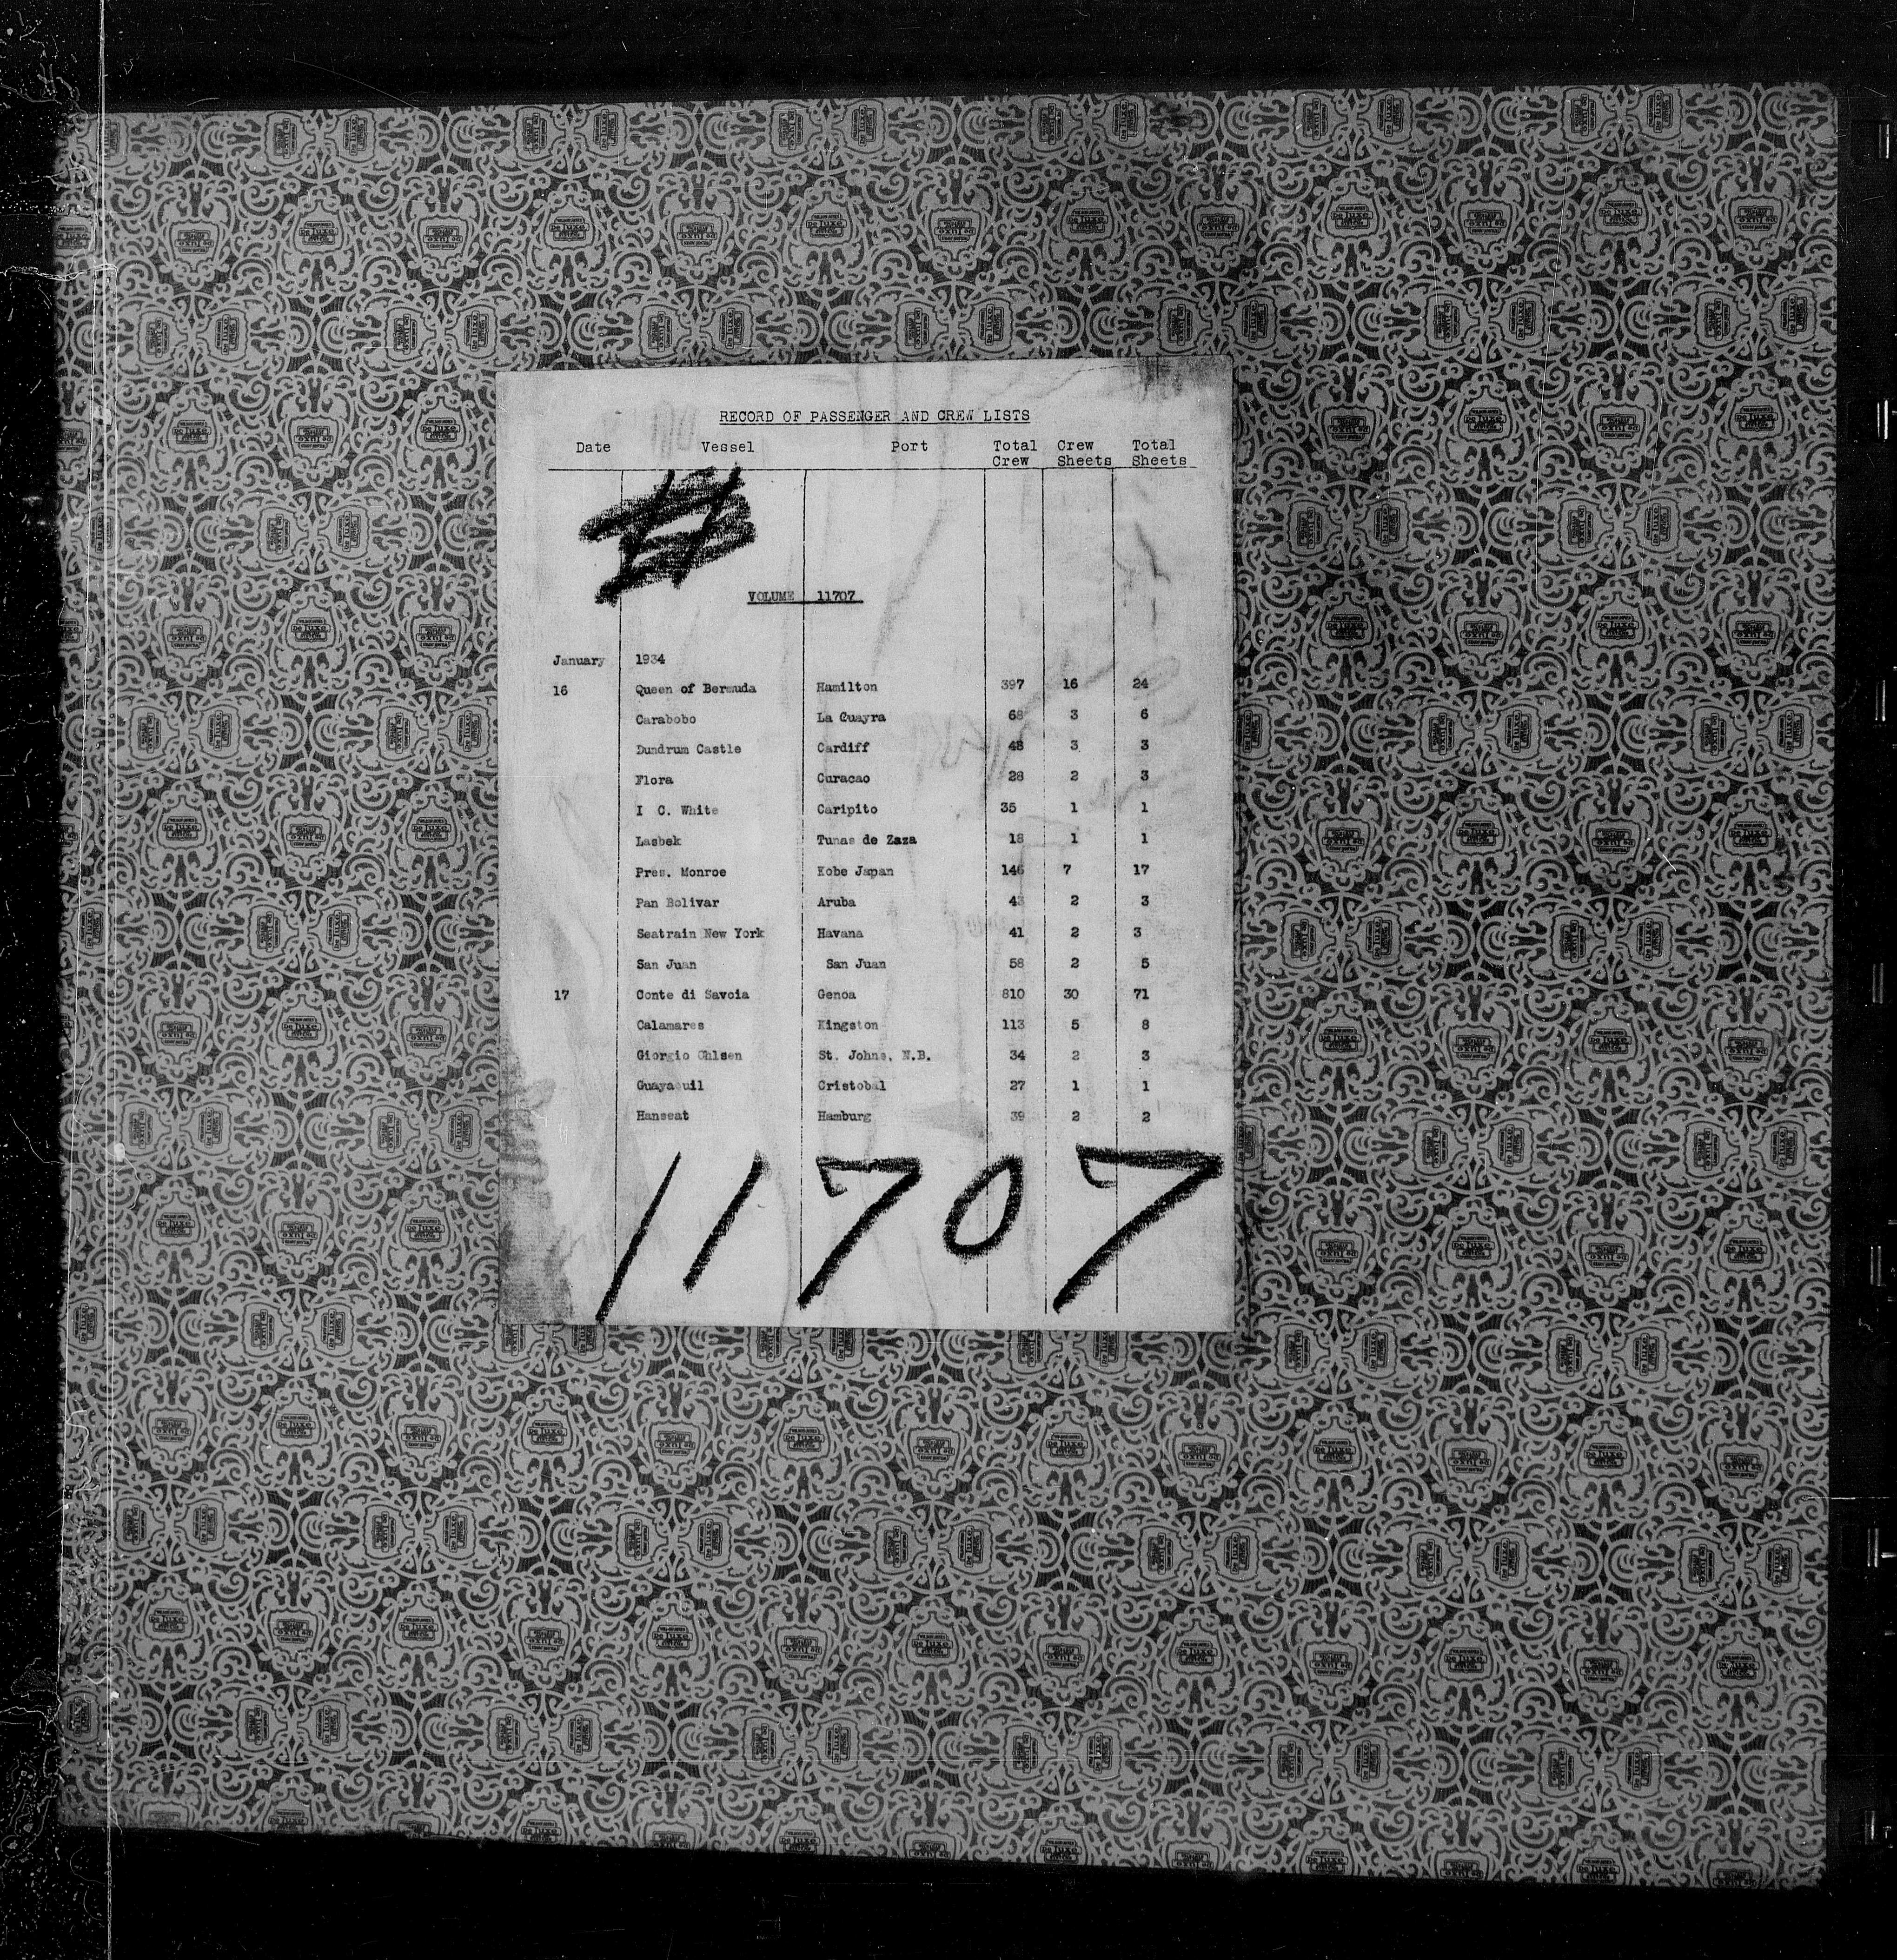 RECORD OF PASSENGER AND CREW LISTS
Date Vessel Port Total Crew Crew Sheets Total Sheets
VOLUME 11707
January 1934
16 Queen of Bermuda Hamilton 397 16 24
Carabobo La Guayra 68 3 6
Dundrum Castle Cardiff 48 3 3
Flora Curacao 28 2 3
I C. White Caripito 35 1 1
Lasbek Tunas de Zaza 18 1 1
Pres. Monroe Kobe Japan 146 7 17
Pan Bolivar Aruba 43 2 3
Seatrain New York Havana 41 2 3
San Juan San Juan 58 2 5
17 Conte di Savoia Genoa 810 30 71
Calamares Kingston 113 5 8
Giorgio Ohlsen St. Johns, N.B. 34 2 3
Guayaquil Cristobal 27 1 1
Hanseat Hamburg 39 2 2
11707